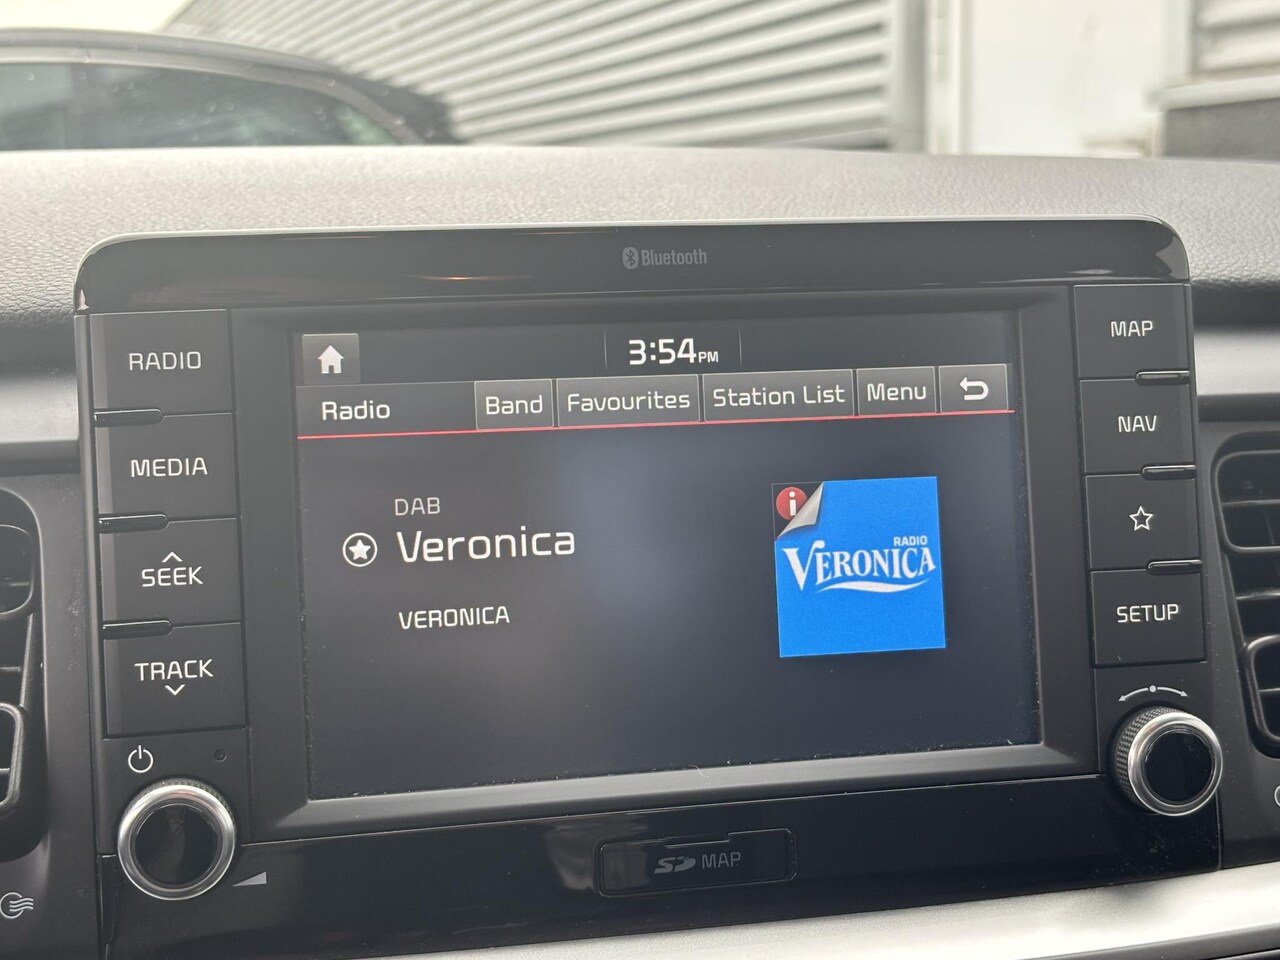 Bluetooth
RADIO
MEDIA
SEEK
TRACK
3:54PM
Radio
Band
Favourites
Station List
Menu
DAB
Veronica
VERONICA
i
RADIO
VERONICA
MAP
NAV
SETUP
SD MAP